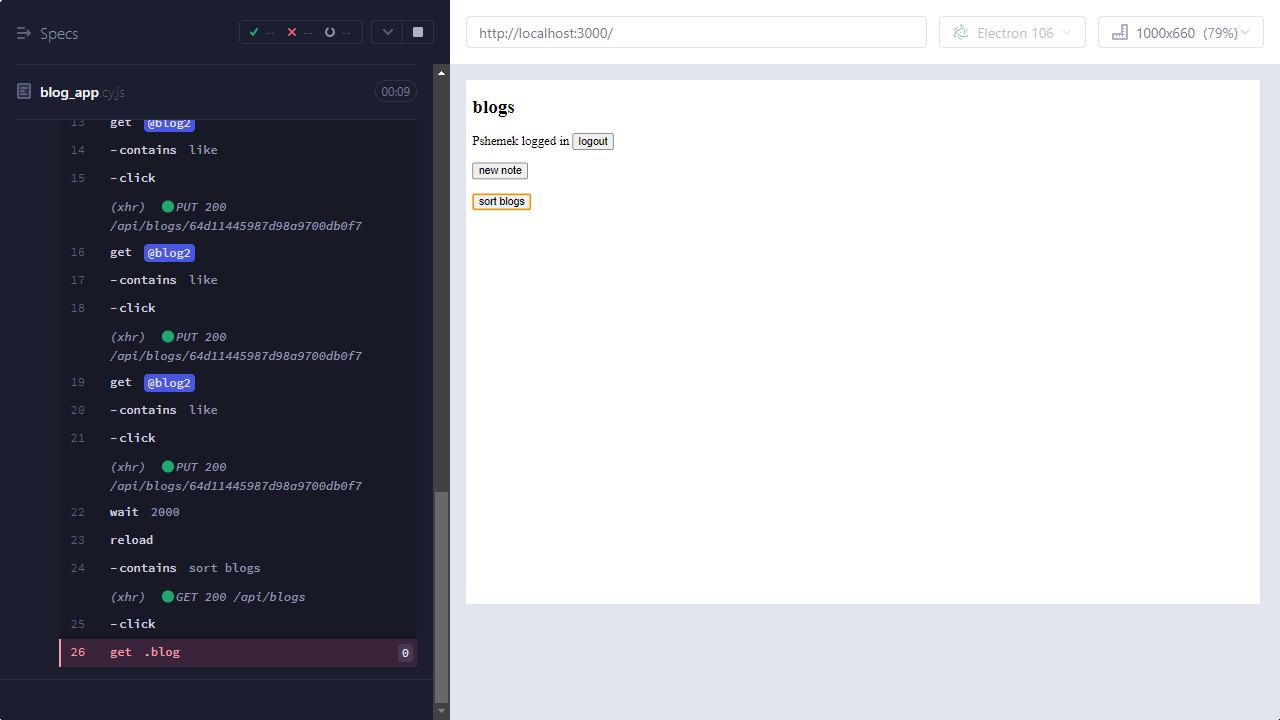 Specs
-- -- --
blog_app.cy.js 00:09
13 get @blog2
14 -contains like
15 -click
(xhr) PUT 200
/api/blogs/64d11445987d98a9700db0f7
16 get @blog2
17 -contains like
18 -click
(xhr) PUT 200
/api/blogs/64d11445987d98a9700db0f7
19 get @blog2
20 -contains like
21 -click
(xhr) PUT 200
/api/blogs/64d11445987d98a9700db0f7
22 wait 2000
23 reload
24 -contains sort blogs
(xhr) GET 200 /api/blogs
25 -click
26 get .blog 0
http://localhost:3000/
Electron 106
1000x660 (79%)
blogs
Pshemek logged in logout
new note
sort blogs